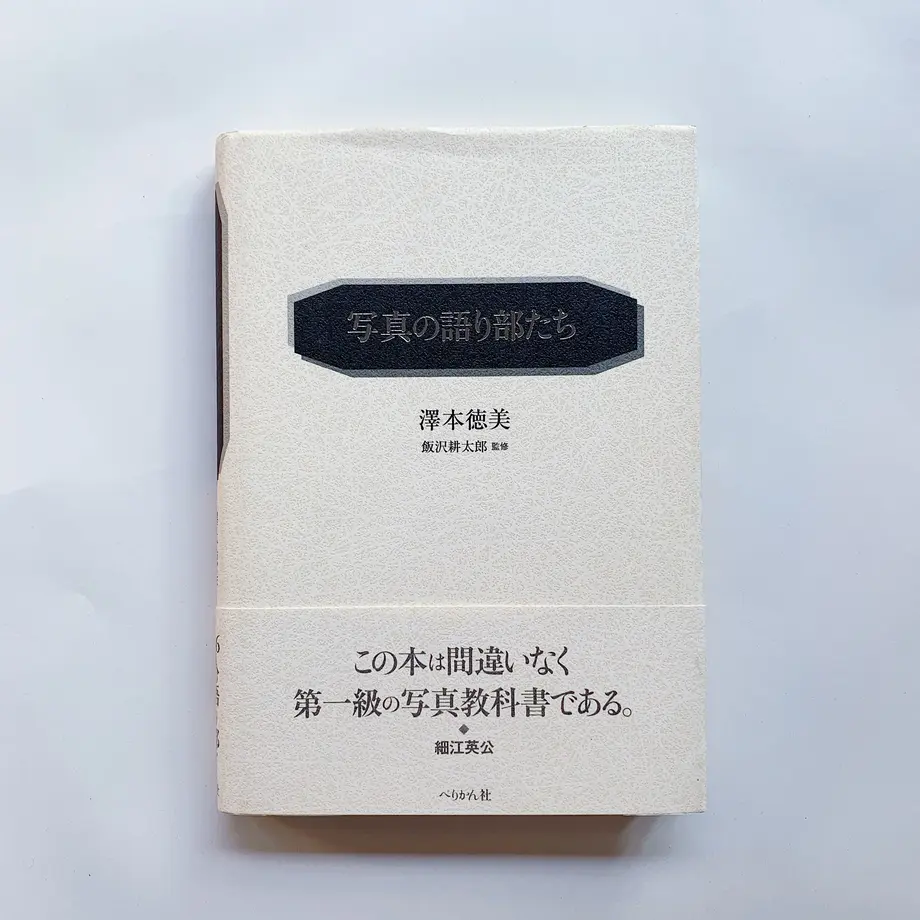 写真の語り部たち
澤本徳美
飯沢耕太郎 監修
この本は間違いなく
第一級の写真教科書である。
細江英公
ぺりかん社